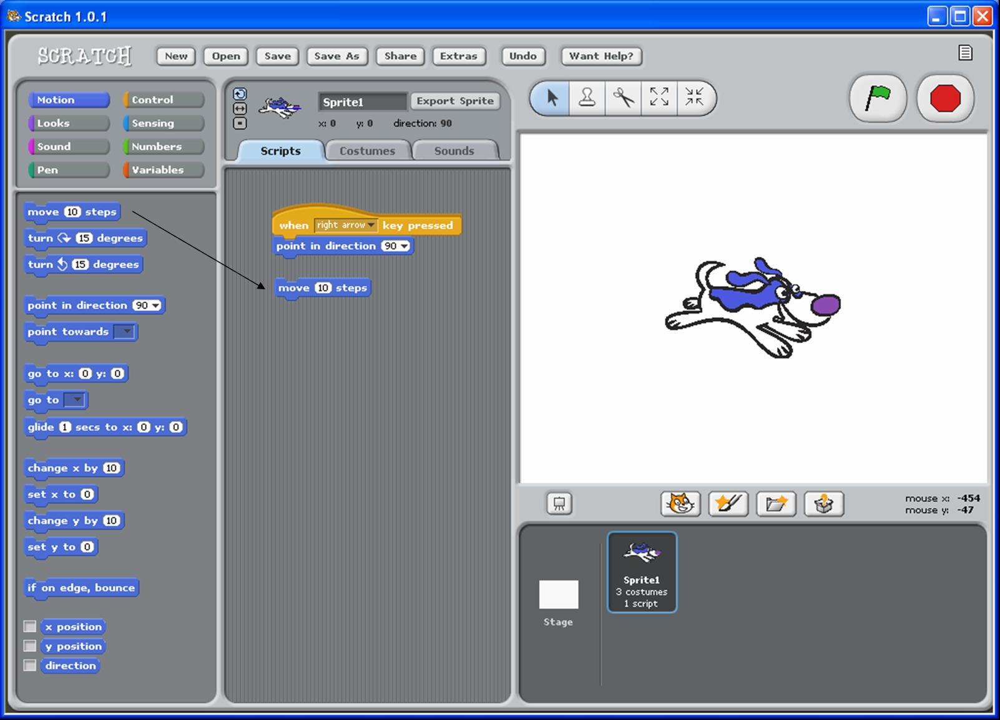 Scratch 1.0.1
SCRATCH
New Open Save Save As Share Extras Undo Want Help?
Motion Control
Looks Sensing
Sound Numbers
Pen Variables
move 10 steps
turn 15 degrees
turn 15 degrees
point in direction 90
point towards
go to x: 0 y: 0
go to
glide 1 secs to x: 0 y: 0
change x by 10
set x to 0
change y by 10
set y to 0
if on edge, bounce
x position
y position
direction
Sprite1 Export Sprite
x: 0 y: 0 direction: 90
Scripts Costumes Sounds
when right arrow key pressed
point in direction 90
move 10 steps
mouse x: -454
mouse y: -47
Stage
Sprite1
3 costumes
1 script